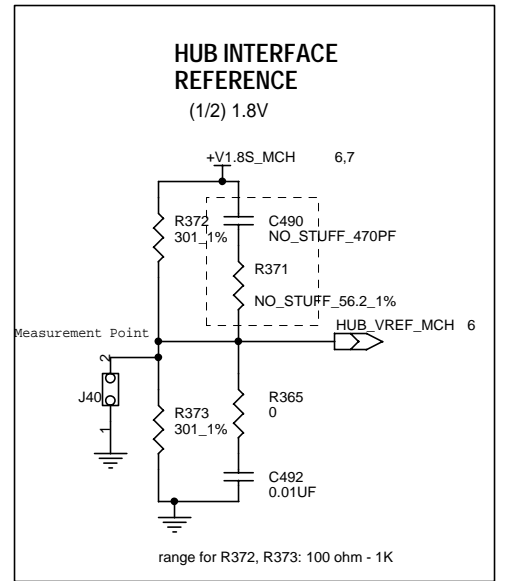 HUB INTERFACE
REFERENCE
(1/2) 1.8V
+V1.8S_MCH 6,7
R372
301_1%
C490
NO_STUFF_470PF
R371
NO_STUFF_56.2_1%
HUB_VREF_MCH 6
Measurement Point
2
J40
1
R373
301_1%
R365
0
C492
0.01UF
range for R372, R373: 100 ohm - 1K